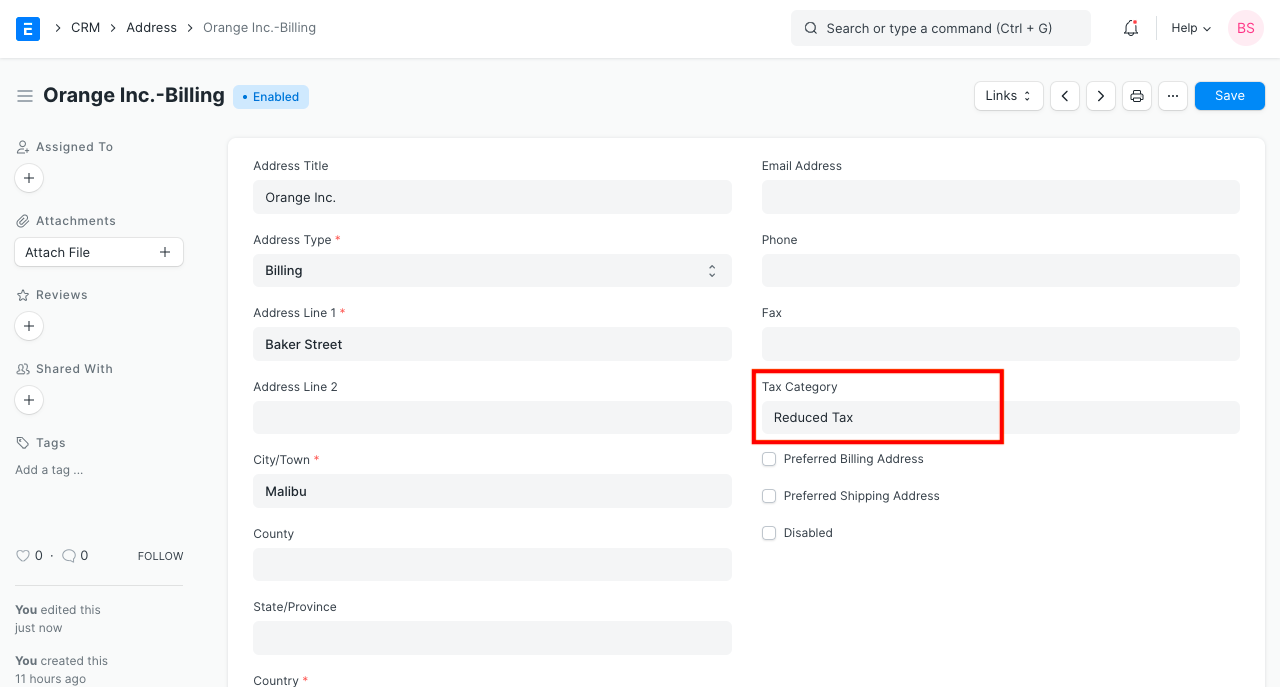 E
CRM
Address
Orange Inc.-Billing
Search or type a command (Ctrl + G)
Help
BS
Orange Inc.-Billing
• Enabled
Links
...
Save
Assigned To
Attachments
Attach File
Reviews
Shared With
Tags
Add a tag ...
0 · 0
FOLLOW
You edited this
just now
You created this
11 hours ago
Address Title
Orange Inc.
Address Type *
Billing
Address Line 1 *
Baker Street
Address Line 2
City/Town *
Malibu
County
State/Province
Country *
Email Address
Phone
Fax
Tax Category
Reduced Tax
Preferred Billing Address
Preferred Shipping Address
Disabled